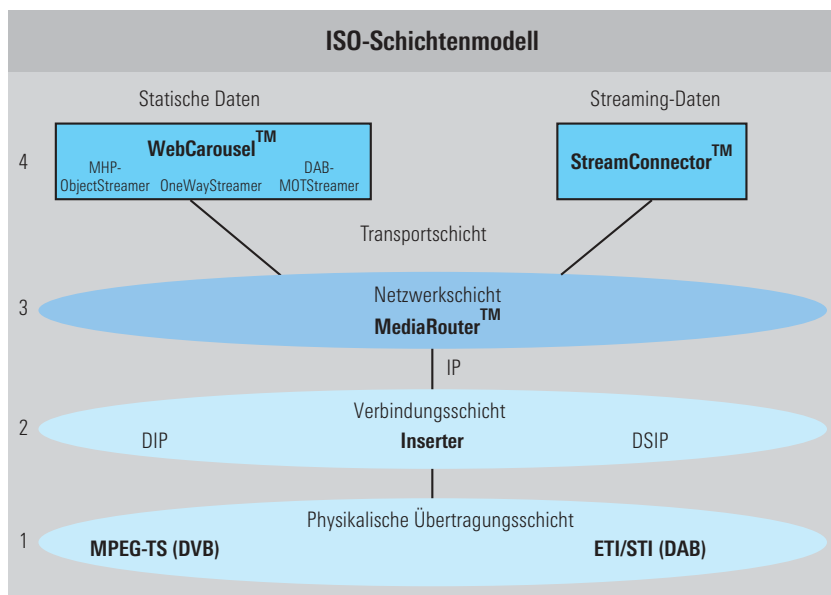 ISO-Schichtenmodell
Statische Daten
Streaming-Daten
4
WebCarousel™
MHP-
ObjectStreamer
OneWayStreamer
DAB-
MOTStreamer
StreamConnector™
Transportschicht
3
Netzwerkschicht
MediaRouter™
IP
2
Verbindungsschicht
DIP
Inserter
DSIP
1
Physikalische Übertragungsschicht
MPEG-TS (DVB)
ETI/STI (DAB)